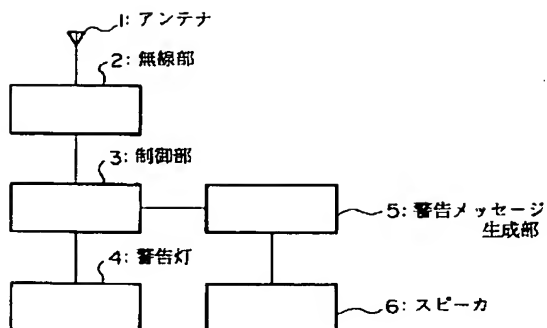 1: アンテナ
2: 無線部
3: 制御部
4: 警告灯
5: 警告メッセージ
生成部
6: スピーカ